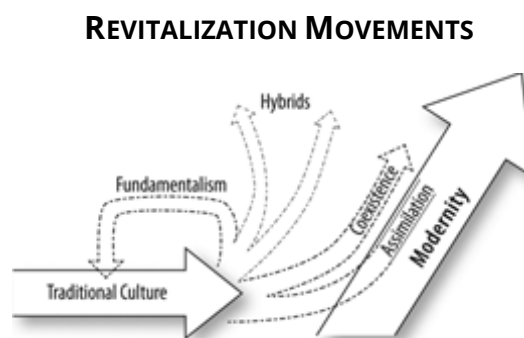 REVITALIZATION MOVEMENTS
Hybrids
Fundamentalism
Coexistence
Assimilation
Modernity
Traditional Culture